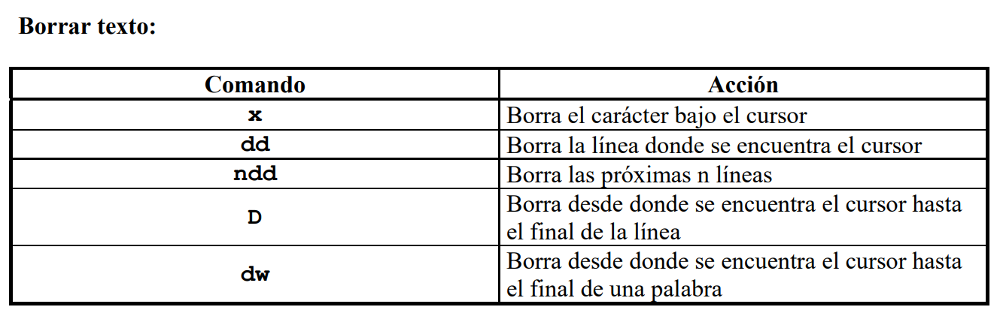 Borrar texto:
Comando Acción
x Borra el carácter bajo el cursor
dd Borra la línea donde se encuentra el cursor
ndd Borra las próximas n líneas
D Borra desde donde se encuentra el cursor hasta
el final de la línea
dw Borra desde donde se encuentra el cursor hasta
el final de una palabra